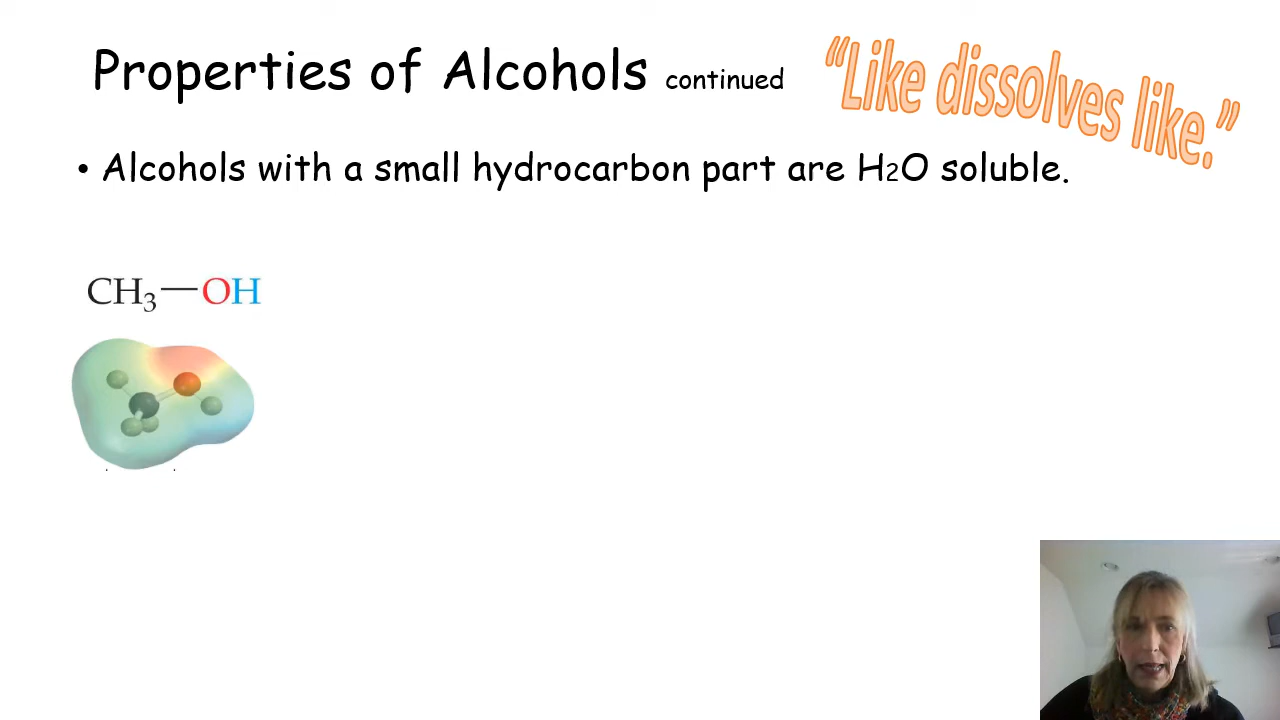 Properties of Alcohols continued
“Like dissolves like.”
• Alcohols with a small hydrocarbon part are H₂O soluble.
CH₃—OH